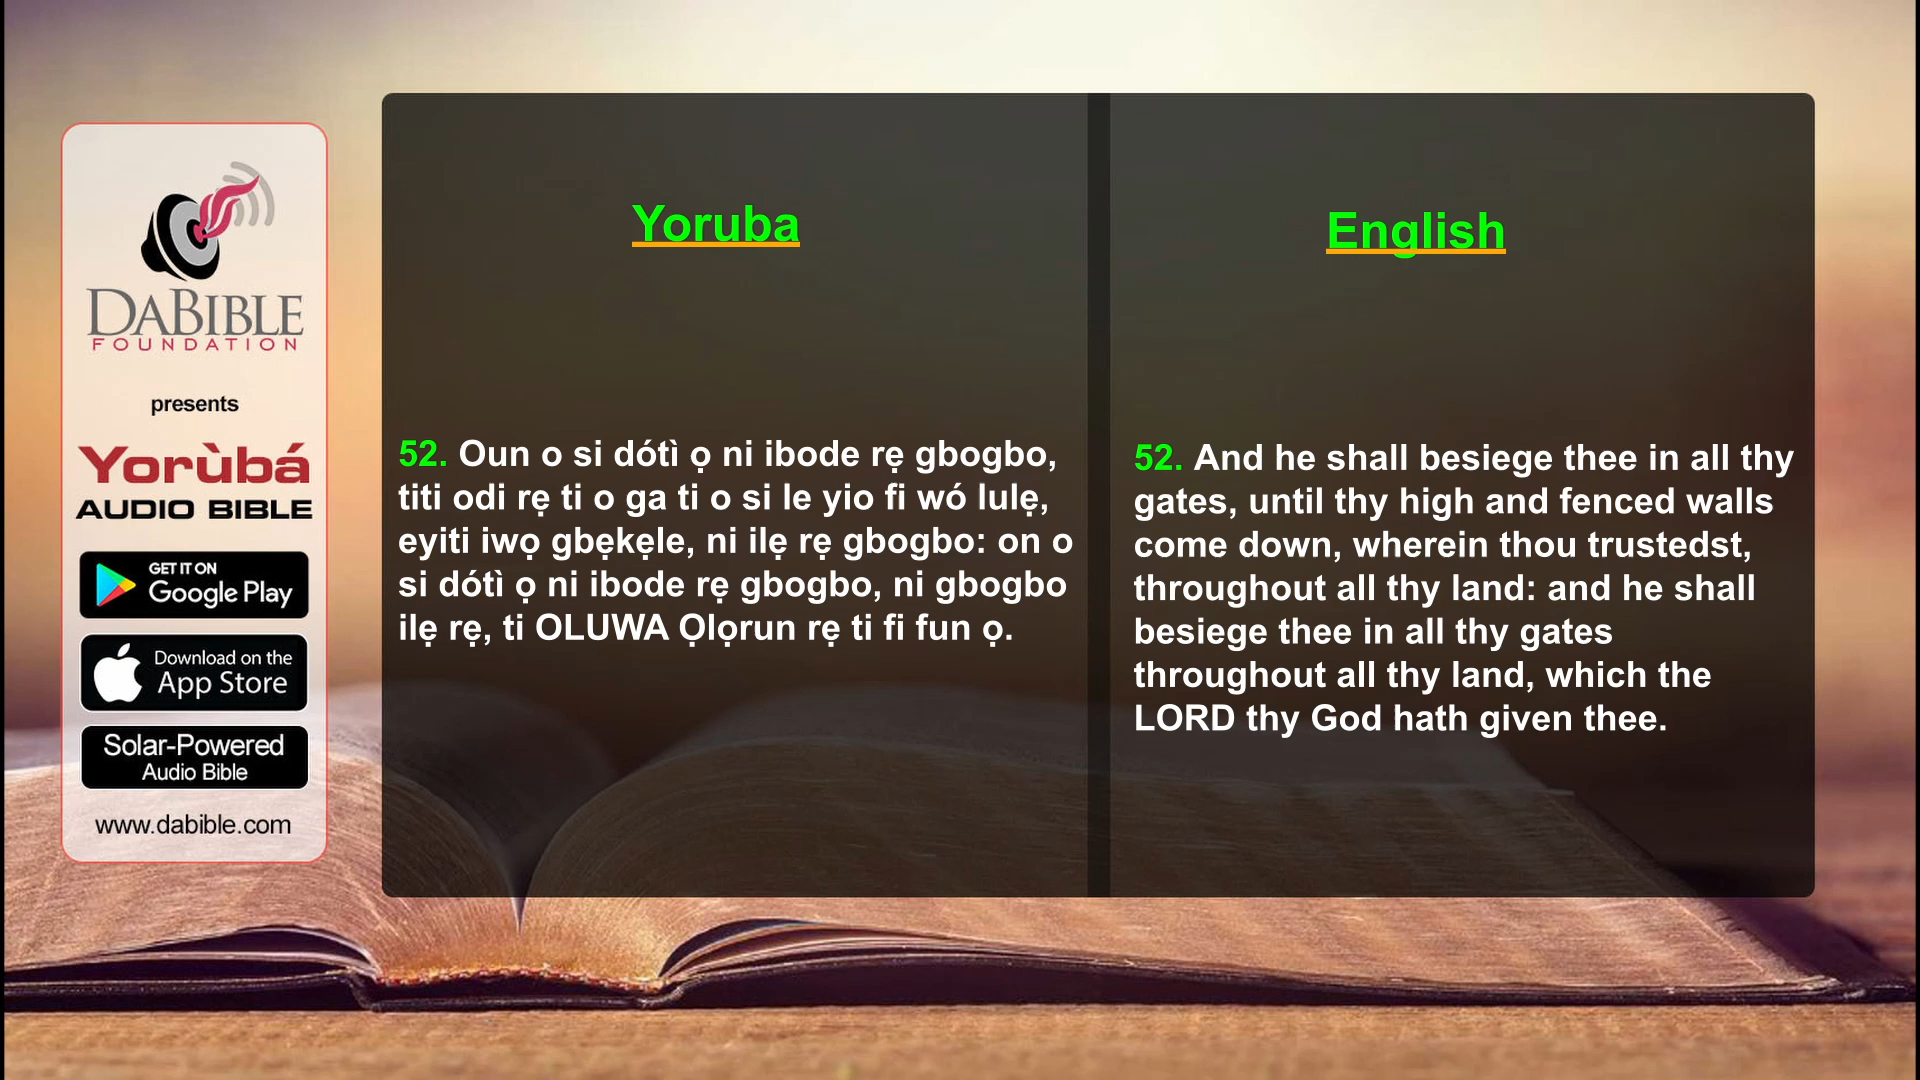 DABIBLE
FOUNDATION
presents
Yorùbá
AUDIO BIBLE
GET IT ON
Google Play
Download on the
App Store
Solar-Powered
Audio Bible
www.dabible.com
Yoruba
52. Oun o si dótì ọ ni ibode rẹ gbogbo,
titi odi rẹ ti o ga ti o si le yio fi wó lulẹ,
eyiti iwọ gbẹkẹle, ni ilẹ rẹ gbogbo: on o
si dótì ọ ni ibode rẹ gbogbo, ni gbogbo
ilẹ rẹ, ti OLUWA Ọlọrun rẹ ti fi fun ọ.
English
52. And he shall besiege thee in all thy
gates, until thy high and fenced walls
come down, wherein thou trustedst,
throughout all thy land: and he shall
besiege thee in all thy gates
throughout all thy land, which the
LORD thy God hath given thee.